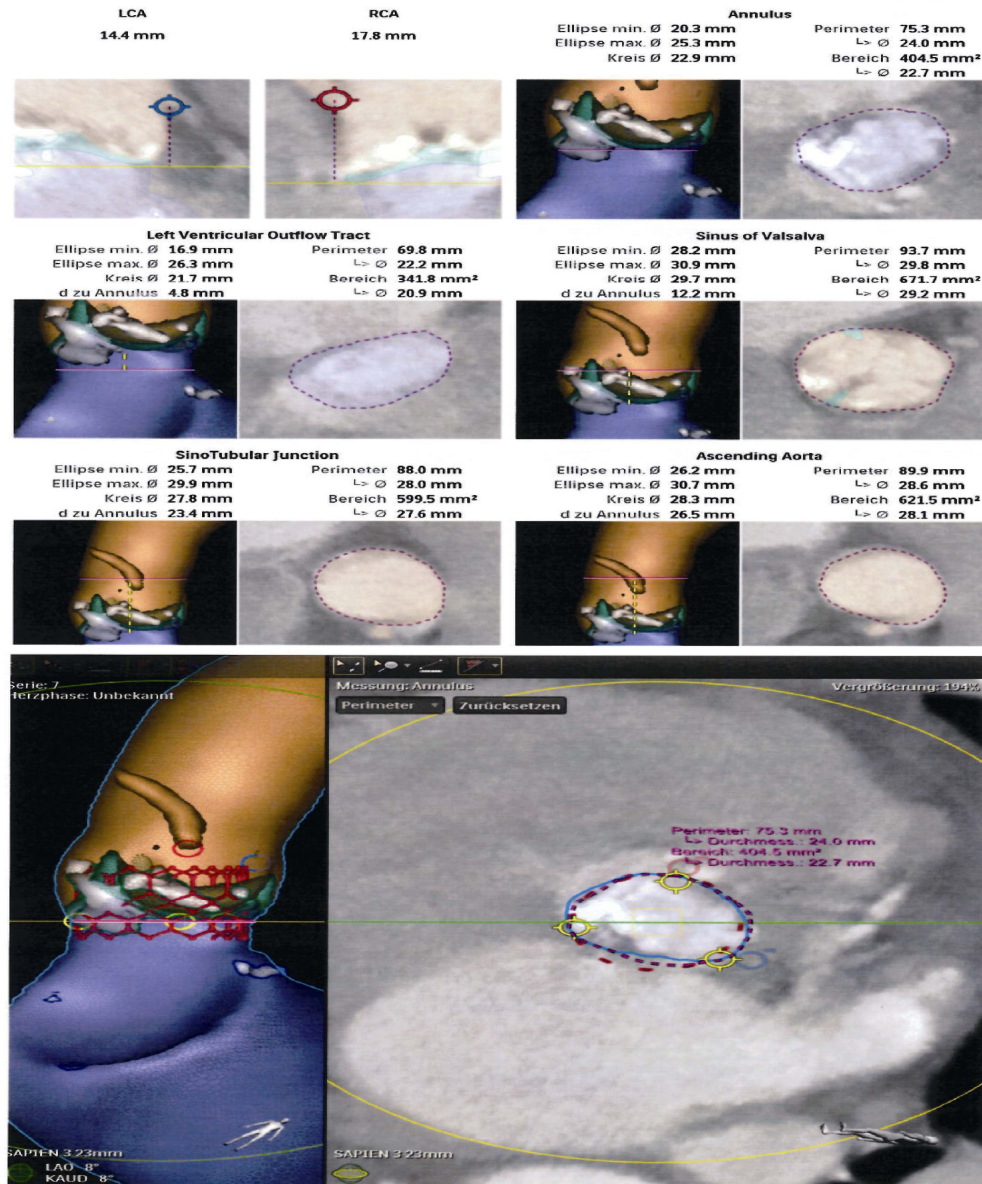 LCA
14.4 mm
RCA
17.8 mm
Annulus
Ellipse min. Ø 20.3 mm
Ellipse max. Ø 25.3 mm
Kreis Ø 22.9 mm
Perimeter 75.3 mm
↳ Ø 24.0 mm
Bereich 404.5 mm²
↳ Ø 22.7 mm
Left Ventricular Outflow Tract
Ellipse min. Ø 16.9 mm
Ellipse max. Ø 26.3 mm
Kreis Ø 21.7 mm
d zu Annulus 4.8 mm
Perimeter 69.8 mm
↳ Ø 22.2 mm
Bereich 341.8 mm²
↳ Ø 20.9 mm
Sinus of Valsalva
Ellipse min. Ø 28.2 mm
Ellipse max. Ø 30.9 mm
Kreis Ø 29.7 mm
d zu Annulus 12.2 mm
Perimeter 93.7 mm
↳ Ø 29.8 mm
Bereich 671.7 mm²
↳ Ø 29.2 mm
SinoTubular Junction
Ellipse min. Ø 25.7 mm
Ellipse max. Ø 29.9 mm
Kreis Ø 27.8 mm
d zu Annulus 23.4 mm
Perimeter 88.0 mm
↳ Ø 28.0 mm
Bereich 599.5 mm²
↳ Ø 27.6 mm
Ascending Aorta
Ellipse min. Ø 26.2 mm
Ellipse max. Ø 30.7 mm
Kreis Ø 28.3 mm
d zu Annulus 26.5 mm
Perimeter 89.9 mm
↳ Ø 28.6 mm
Bereich 621.5 mm²
↳ Ø 28.1 mm
Serie: 7
Herzphase: Unbekannt
Messung: Annulus
Vergrößerung: 194%
Perimeter
Zurücksetzen
Perimeter: 75.3 mm
↳ Durchmess.: 24.0 mm
Bereich: 404.5 mm²
↳ Durchmess.: 22.7 mm
SAPIEN 3 23mm
LAO 8°
KAUD 8°
SAPIEN 3 23mm